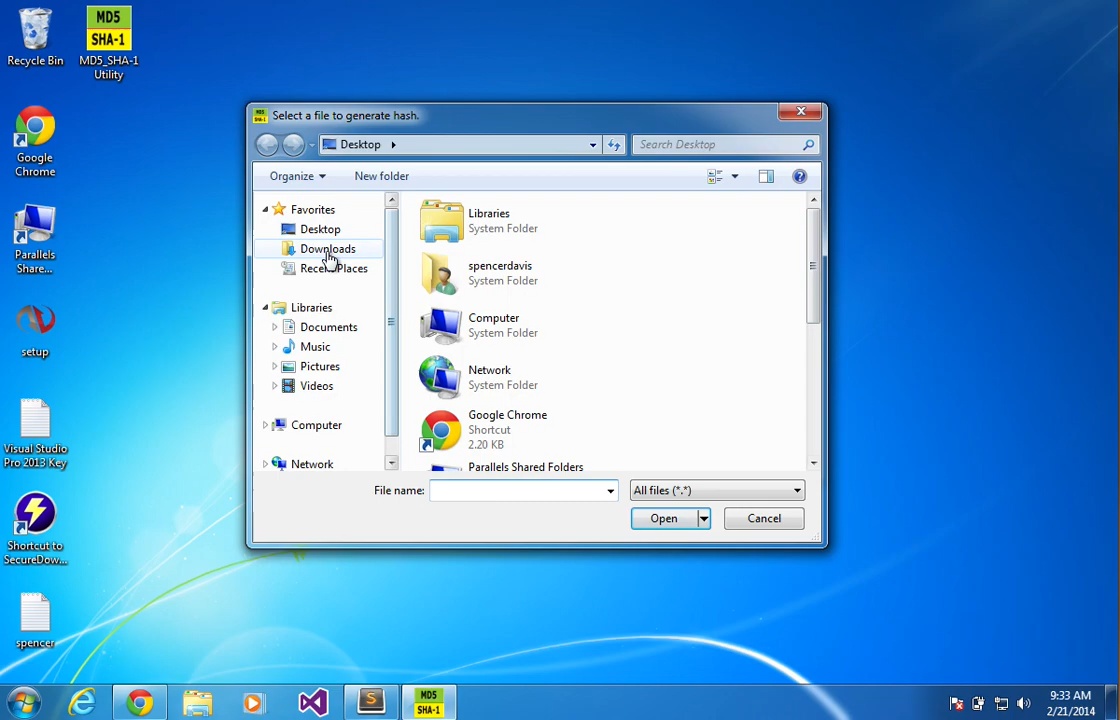 Recycle Bin
MD5
SHA-1
MD5_SHA-1
Utility
Google
Chrome
Parallels
Share...
setup
Visual Studio
Pro 2013 Key
Shortcut to
SecureDow...
spencer
Select a file to generate hash.
Desktop
Search Desktop
Organize
New folder
Favorites
Desktop
Downloads
Recent Places
Libraries
Documents
Music
Pictures
Videos
Computer
Network
Libraries
System Folder
spencerdavis
System Folder
Computer
System Folder
Network
System Folder
Google Chrome
Shortcut
2.20 KB
Parallels Shared Folders
File name:
All files (*.*)
Open
Cancel
MD5
SHA-1
9:33 AM
2/21/2014